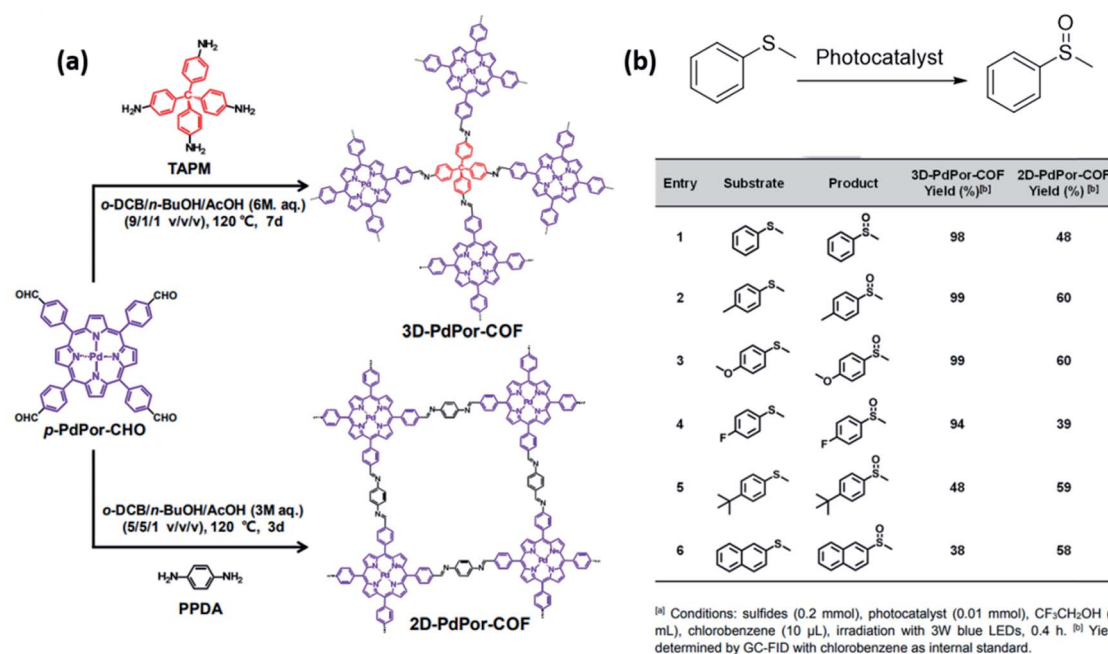 (a)
NH₂
H₂N
NH₂
C
NH₂
TAPM
o-DCB/n-BuOH/AcOH (6M. aq.)
(9/1/1 v/v/v), 120 ℃, 7d
3D-PdPor-COF
OHC
CHO
N
N Pd N
N
OHC
CHO
p-PdPor-CHO
o-DCB/n-BuOH/AcOH (3M aq.)
(5/5/1 v/v/v), 120 ℃, 3d
H₂N
NH₂
PPDA
2D-PdPor-COF
(b)
S
Photocatalyst
O
S
Entry Substrate Product 3D-PdPor-COF Yield (%)[b] 2D-PdPor-COF Yield (%) [b]
1 S O S 98 48
2 S O S 99 60
3 O S O O S 99 60
4 F S F O S 94 39
5 S O S 48 59
6 S O S 38 58
[a] Conditions: sulfides (0.2 mmol), photocatalyst (0.01 mmol), CF₃CH₂OH (
mL), chlorobenzene (10 µL), irradiation with 3W blue LEDs, 0.4 h. [b] Yie
determined by GC-FID with chlorobenzene as internal standard.